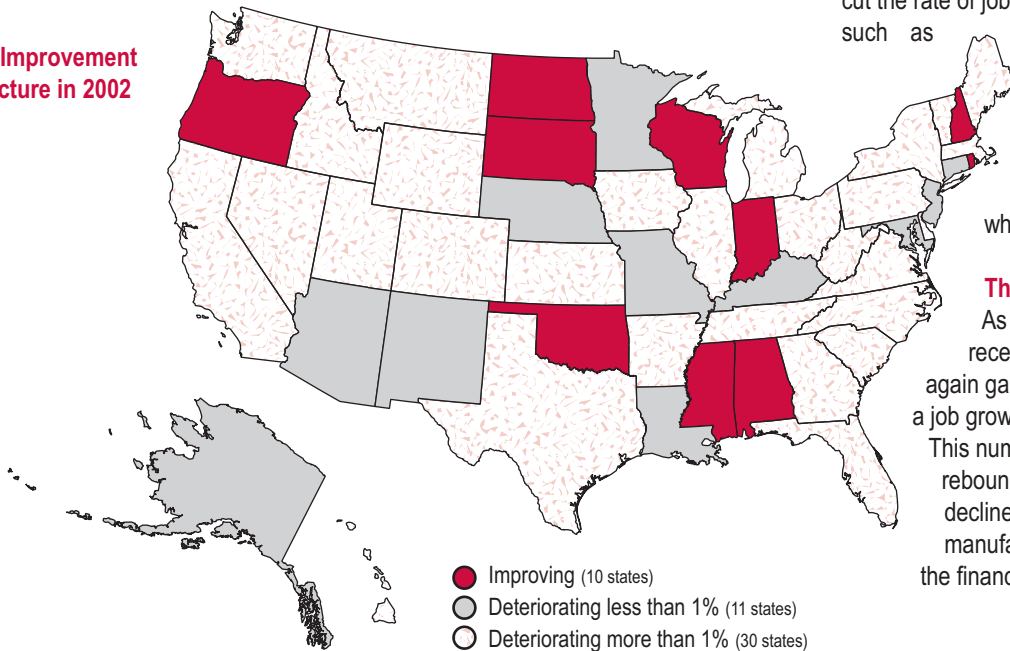 Improvement
cture in 2002
cut the rate of job
such as
wh
Th
As
rece
again ga
a job grow
This num
reboun
decline
manufa
the financ
Improving (10 states)
Deteriorating less than 1% (11 states)
Deteriorating more than 1% (30 states)